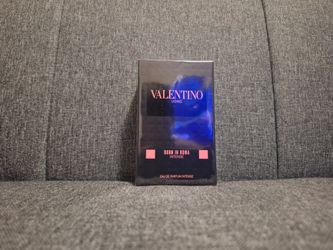 VALENTINO
UOMO
BORN IN ROMA
INTENSE
EAU DE PARFUM INTENSE